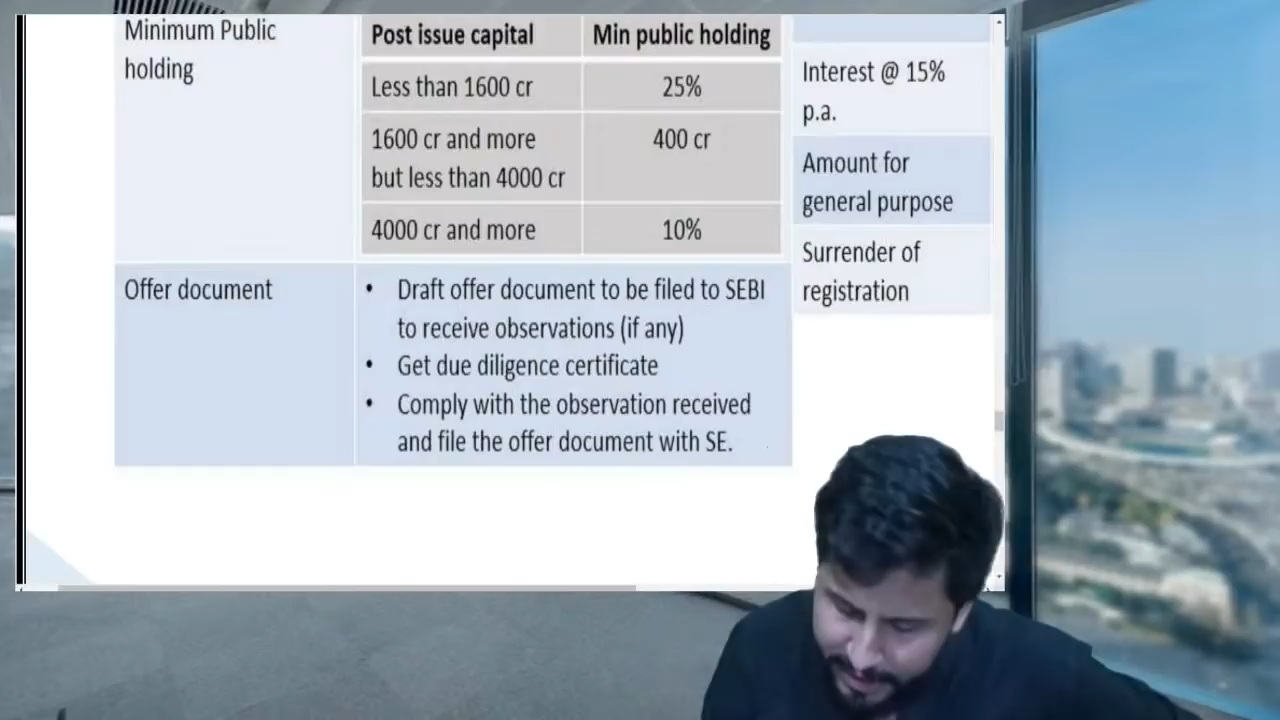 Minimum Public
holding
Post issue capital
Min public holding
Less than 1600 cr
25%
1600 cr and more
but less than 4000 cr
400 cr
4000 cr and more
10%
Offer document
• Draft offer document to be filed to SEBI
to receive observations (if any)
• Get due diligence certificate
• Comply with the observation received
and file the offer document with SE.
Interest @ 15%
p.a.
Amount for
general purpose
Surrender of
registration